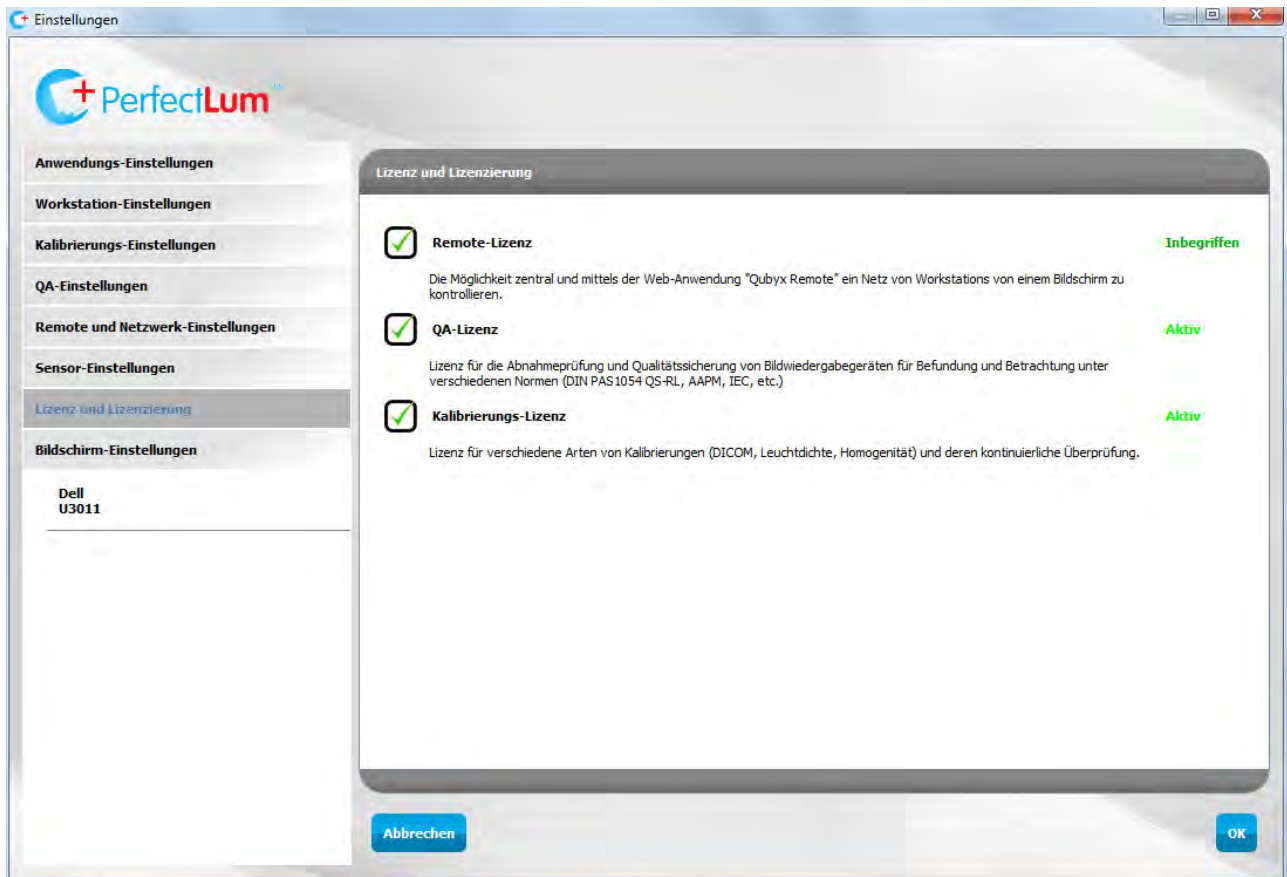 Einstellungen
PerfectLum
Anwendungs-Einstellungen
Workstation-Einstellungen
Kalibrierungs-Einstellungen
QA-Einstellungen
Remote und Netzwerk-Einstellungen
Sensor-Einstellungen
Lizenz und Lizenzierung
Bildschirm-Einstellungen
Dell
U3011
Lizenz und Lizenzierung
Remote-Lizenz Inbegriffen
Die Möglichkeit zentral und mittels der Web-Anwendung "Qubyx Remote" ein Netz von Workstations von einem Bildschirm zu
kontrollieren.
QA-Lizenz Aktiv
Lizenz für die Abnahmeprüfung und Qualitätssicherung von Bildwiedergabegeräten für Befundung und Betrachtung unter
verschiedenen Normen (DIN PAS1054 QS-RL, AAPM, IEC, etc.)
Kalibrierungs-Lizenz Aktiv
Lizenz für verschiedene Arten von Kalibrierungen (DICOM, Leuchtdichte, Homogenität) und deren kontinuierliche Überprüfung.
Abbrechen
OK